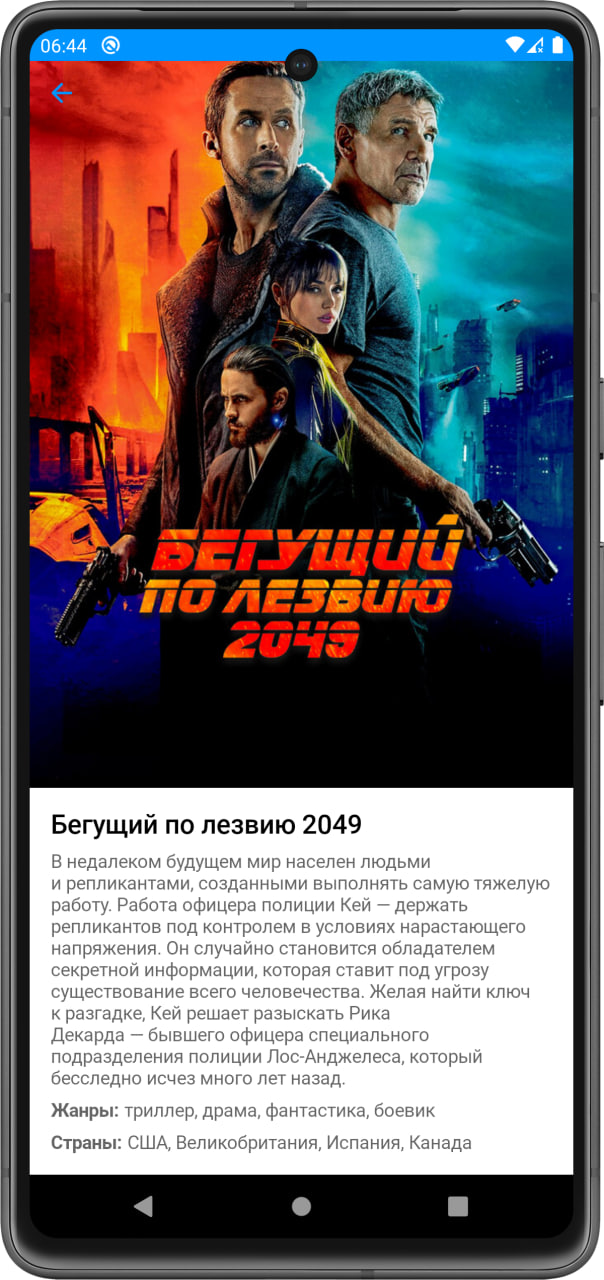 06:44
БЕГУЩИЙ
ПО ЛЕЗВИЮ
2049
Бегущий по лезвию 2049
В недалеком будущем мир населен людьми
и репликантами, созданными выполнять самую тяжелую
работу. Работа офицера полиции Кей — держать
репликантов под контролем в условиях нарастающего
напряжения. Он случайно становится обладателем
секретной информации, которая ставит под угрозу
существование всего человечества. Желая найти ключ
к разгадке, Кей решает разыскать Рика
Декарда — бывшего офицера специального
подразделения полиции Лос-Анджелеса, который
бесследно исчез много лет назад.
Жанры: триллер, драма, фантастика, боевик
Страны: США, Великобритания, Испания, Канада